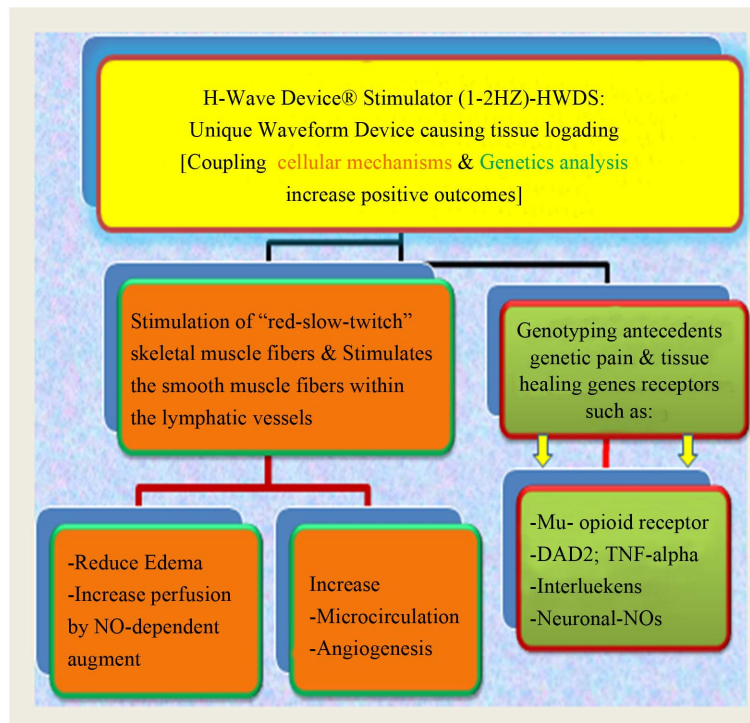 H-Wave Device® Stimulator (1-2HZ)-HWDS:
Unique Waveform Device causing tissue logading
[Coupling cellular mechanisms & Genetics analysis
increase positive outcomes]
Stimulation of “red-slow-twitch”
skeletal muscle fibers & Stimulates
the smooth muscle fibers within
the lymphatic vessels
Genotyping antecedents
genetic pain & tissue
healing genes receptors
such as:
-Reduce Edema
-Increase perfusion
by NO-dependent
augment
Increase
-Microcirculation
-Angiogenesis
-Mu- opioid receptor
-DAD2; TNF-alpha
-Interluekens
-Neuronal-NOs